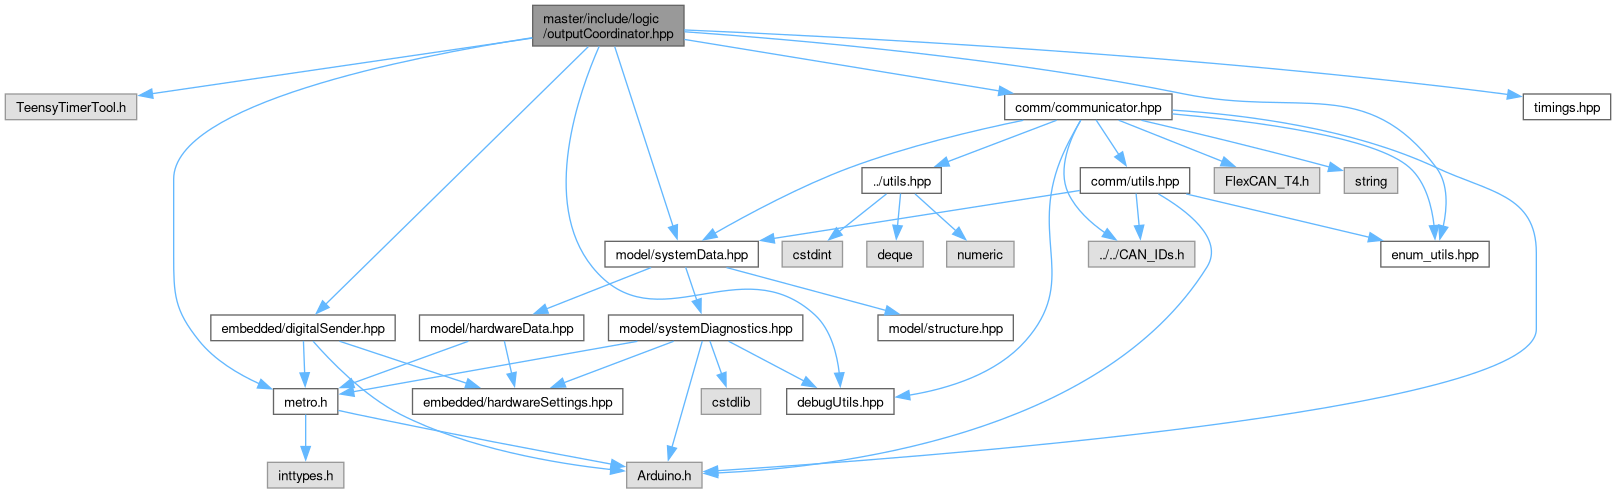 master/include/logic
/outputCoordinator.hpp
TeensyTimerTool.h
comm/communicator.hpp
timings.hpp
../utils.hpp
comm/utils.hpp
FlexCAN_T4.h
string
model/systemData.hpp
cstdint
deque
numeric
../../CAN_IDs.h
enum_utils.hpp
embedded/digitalSender.hpp
model/hardwareData.hpp
model/systemDiagnostics.hpp
model/structure.hpp
metro.h
embedded/hardwareSettings.hpp
cstdlib
debugUtils.hpp
inttypes.h
Arduino.h